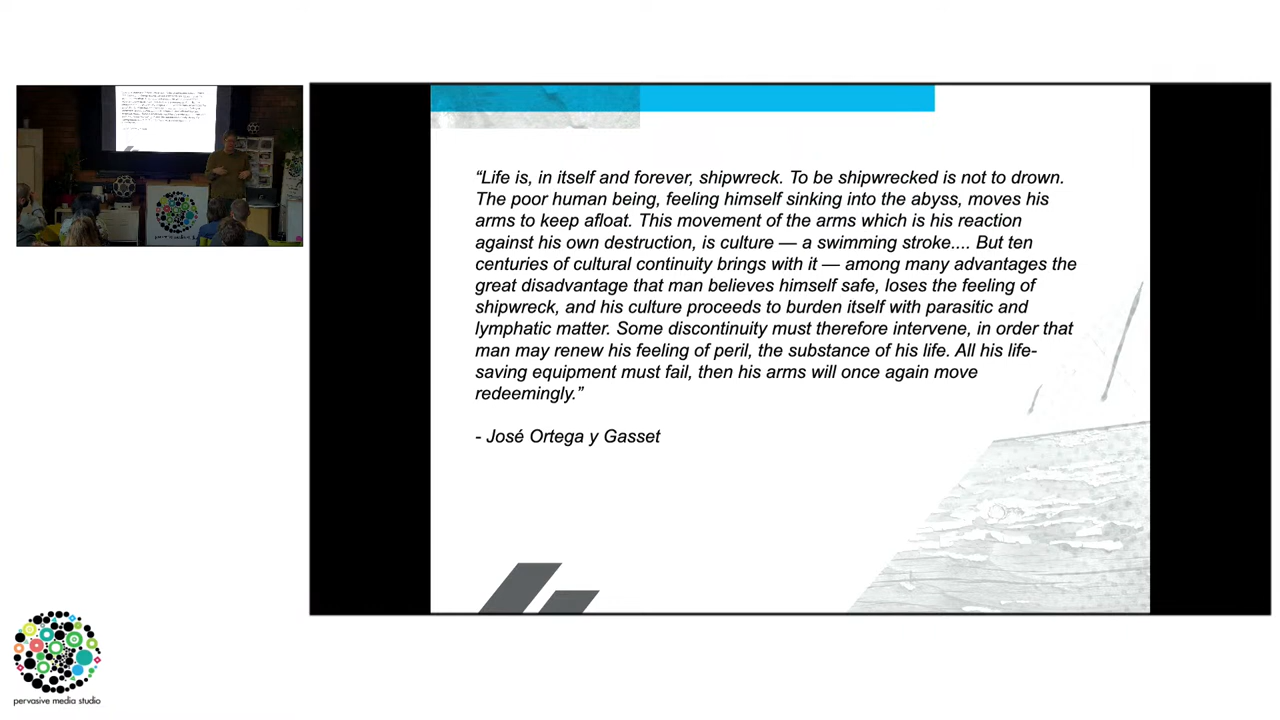 “Life is, in itself and forever, shipwreck. To be shipwrecked is not to drown.
The poor human being, feeling himself sinking into the abyss, moves his
arms to keep afloat. This movement of the arms which is his reaction
against his own destruction, is culture — a swimming stroke.... But ten
centuries of cultural continuity brings with it — among many advantages the
great disadvantage that man believes himself safe, loses the feeling of
shipwreck, and his culture proceeds to burden itself with parasitic and
lymphatic matter. Some discontinuity must therefore intervene, in order that
man may renew his feeling of peril, the substance of his life. All his life-
saving equipment must fail, then his arms will once again move
redeemingly.”
- José Ortega y Gasset
pervasive media studio